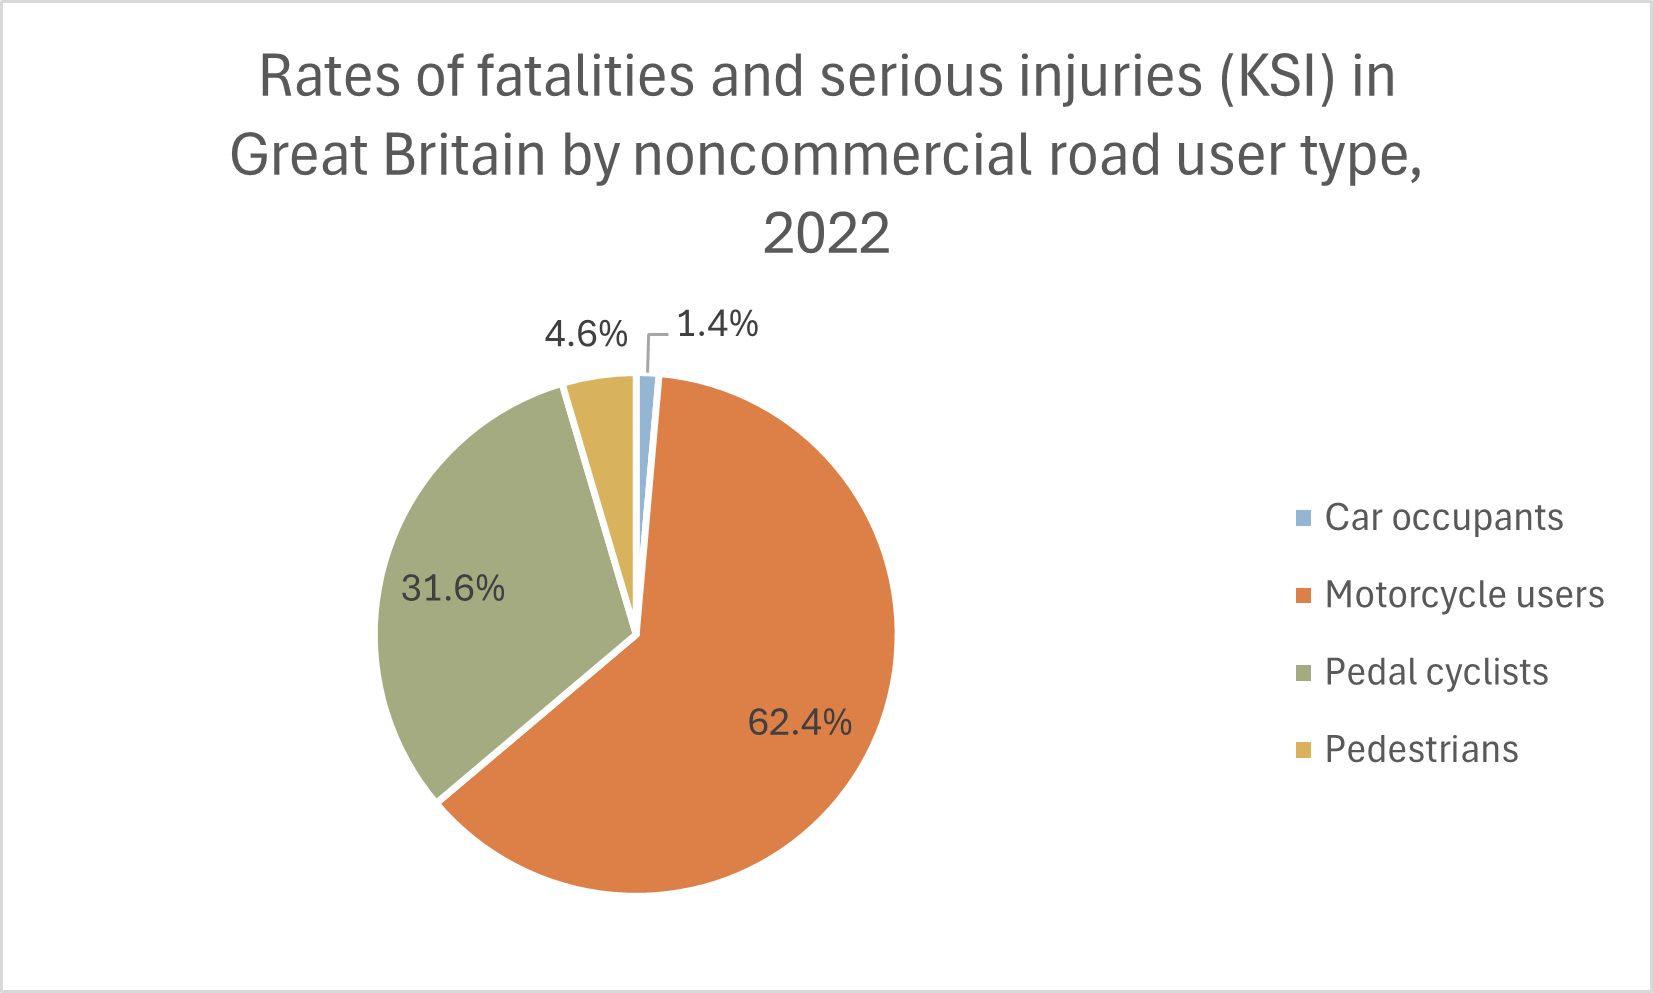 Rates of fatalities and serious injuries (KSI) in
Great Britain by noncommercial road user type,
2022
4.6%
1.4%
31.6%
62.4%
Car occupants
Motorcycle users
Pedal cyclists
Pedestrians